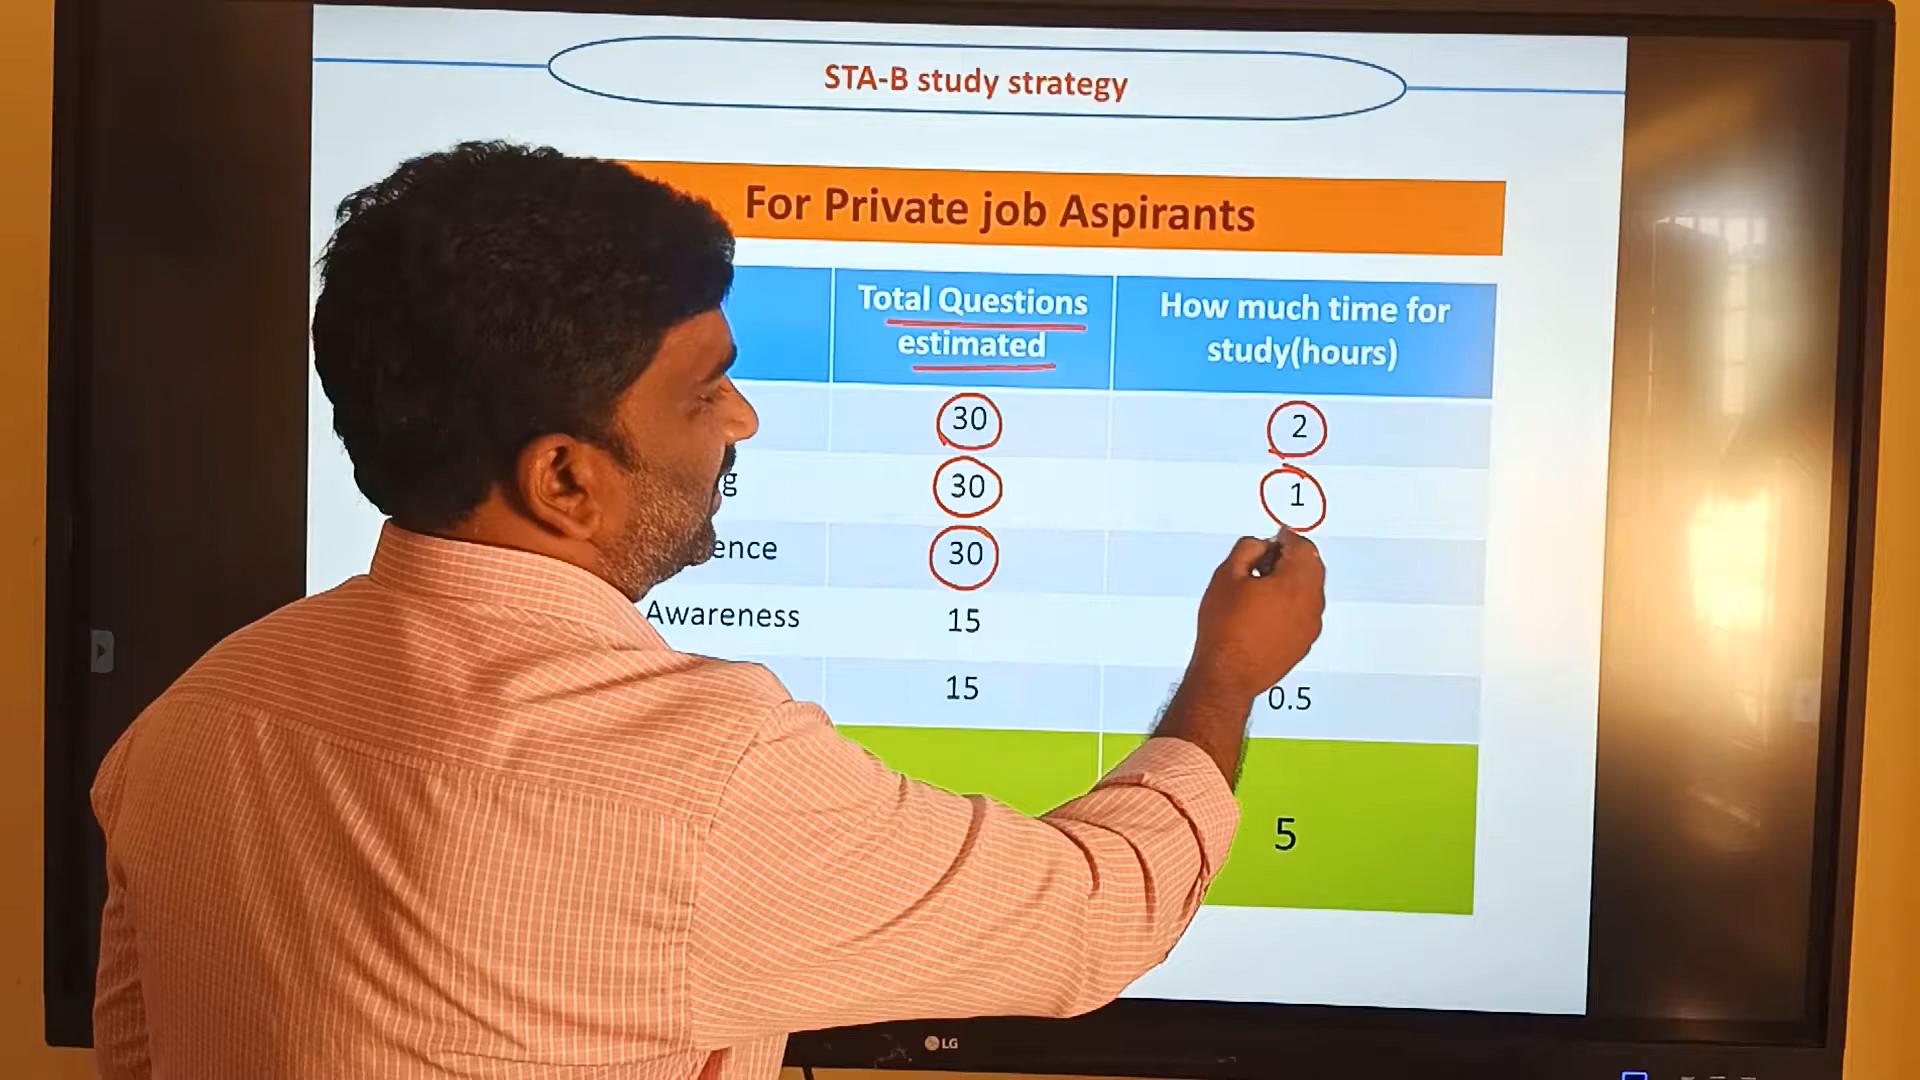 STA-B study strategy
For Private job Aspirants
Total Questions
estimated
How much time for
study(hours)
30
2
g
30
1
ence
30
Awareness
15
15
0.5
5
LG